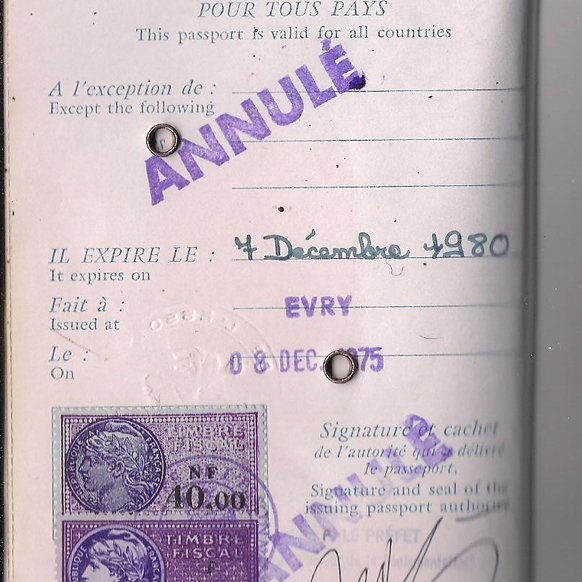 POUR TOUS PAYS
This passport is valid for all countries
A l'exception de :
Except the following
ANNULÉ
IL EXPIRE LE : 7 Décembre 1980
It expires on
Fait à : EVRY
Issued at
Le : 08 DEC. 1975
On
Signature et cachet
de l'autorité qui a délivré
le passeport.
Signature and seal of the
issuing passport authority
ANNULÉ
LE PRÉFET
TIMBRE
FISCAL
NF
40,00
TIMBRE
FISCAL